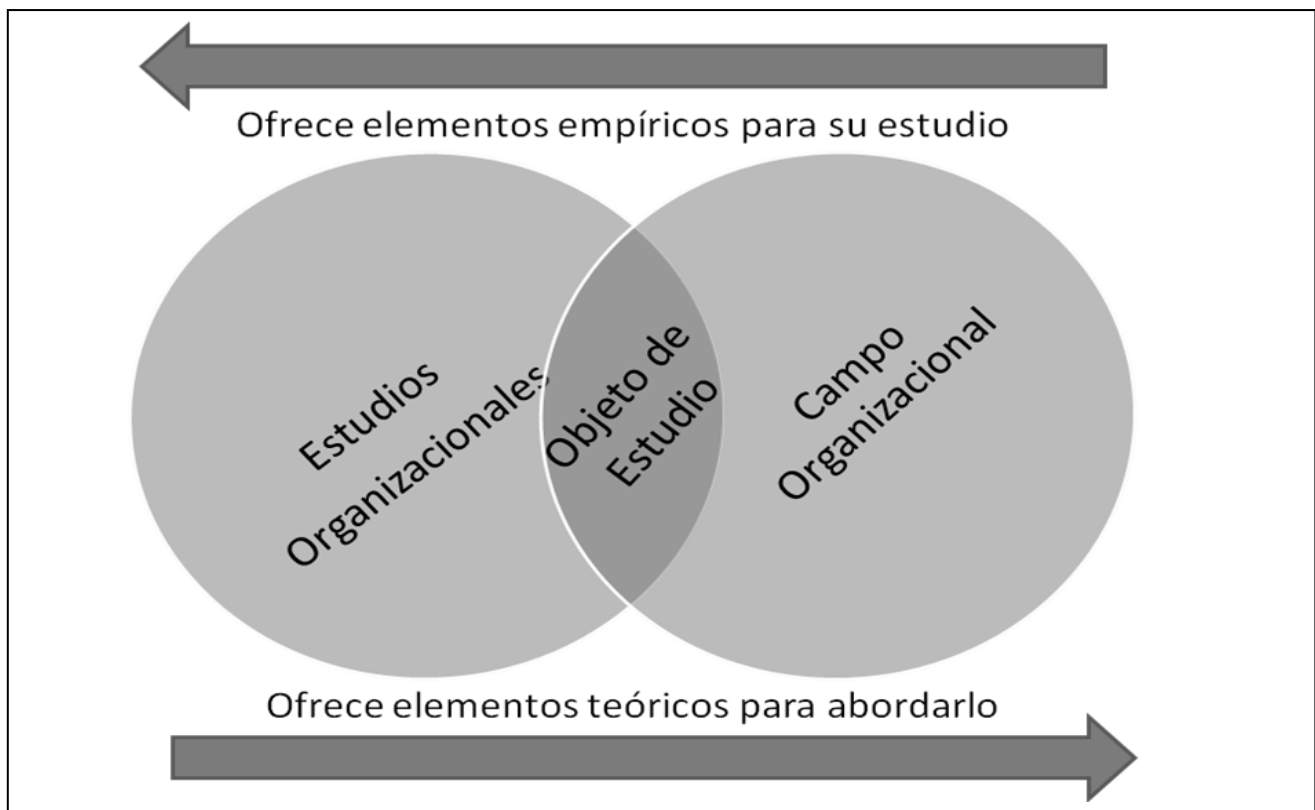 Ofrece elementos empíricos para su estudio
Estudios
Organizacionales
Objeto de
Estudio
Campo
Organizacional
Ofrece elementos teóricos para abordarlo